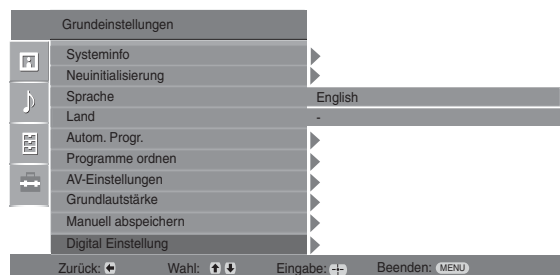 Grundeinstellungen
Systeminfo
Neuinitialisierung
Sprache English
Land -
Autom. Progr.
Programme ordnen
AV-Einstellungen
Grundlautstärke
Manuell abspeichern
Digital Einstellung
Zurück: Wahl: Eingabe: Beenden: MENU